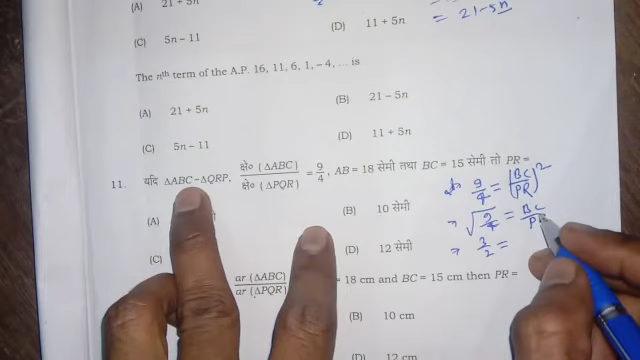 (A) 21 + 5n
(C) 5n – 11
(D) 11 + 5n
= 21-5n
The nth term of the A.P. 16, 11, 6, 1, – 4, ... is
(A) 21 + 5n
(B) 21 – 5n
(C) 5n – 11
(D) 11 + 5n
11. यदि ΔABC~ΔQRP, क्षे० (ΔABC) / क्षे० (ΔPQR) = 9/4, AB = 18 सेमी तथा BC = 15 सेमी तो PR =
9/4 = (BC/PR)²
√9/4 = BC/PR
3/2 =
(A) सेमी
(B) 10 सेमी
(C)
(D) 12 सेमी
ar (ΔABC) / ar (ΔPQR) = 18 cm and BC = 15 cm then PR =
(B) 10 cm
(D) 12 cm